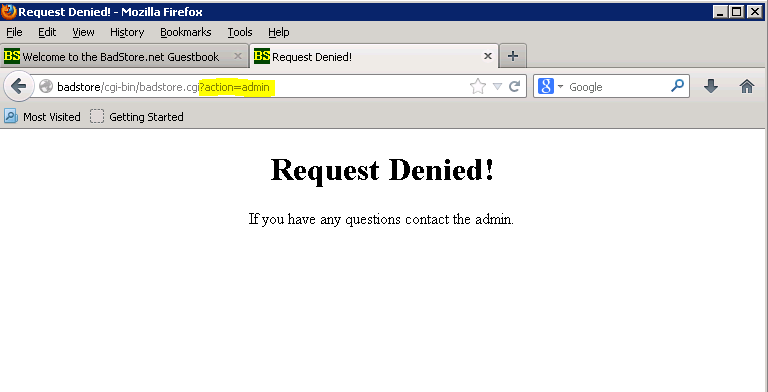 Request Denied! - Mozilla Firefox
File Edit View History Bookmarks Tools Help
BS Welcome to the BadStore.net Guestbook BS Request Denied!
badstore/cgi-bin/badstore.cgi?action=admin Google
Most Visited Getting Started
Request Denied!
If you have any questions contact the admin.